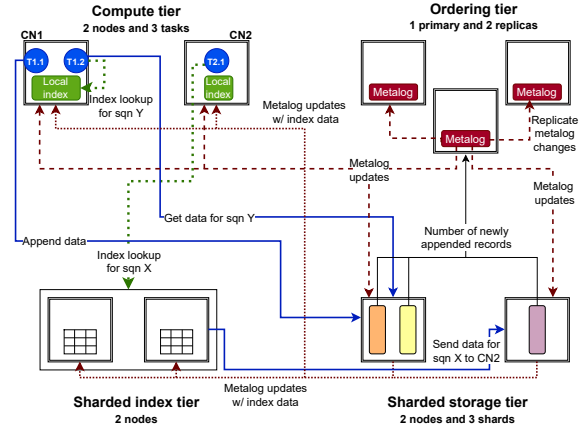 Compute tier
2 nodes and 3 tasks
Ordering tier
1 primary and 2 replicas
CN1
CN2
T1.1
T1.2
T2.1
Local
index
Local
index
Index lookup
for sqn Y
Metalog updates
w/ index data
Metalog
Metalog
Metalog
Replicate
metalog
changes
Metalog
updates
Metalog
updates
Get data for sqn Y
Append data
Number of newly
appended records
Index lookup
for sqn X
Send data for
sqn X to CN2
Metalog updates
w/ index data
Sharded index tier
2 nodes
Sharded storage tier
2 nodes and 3 shards